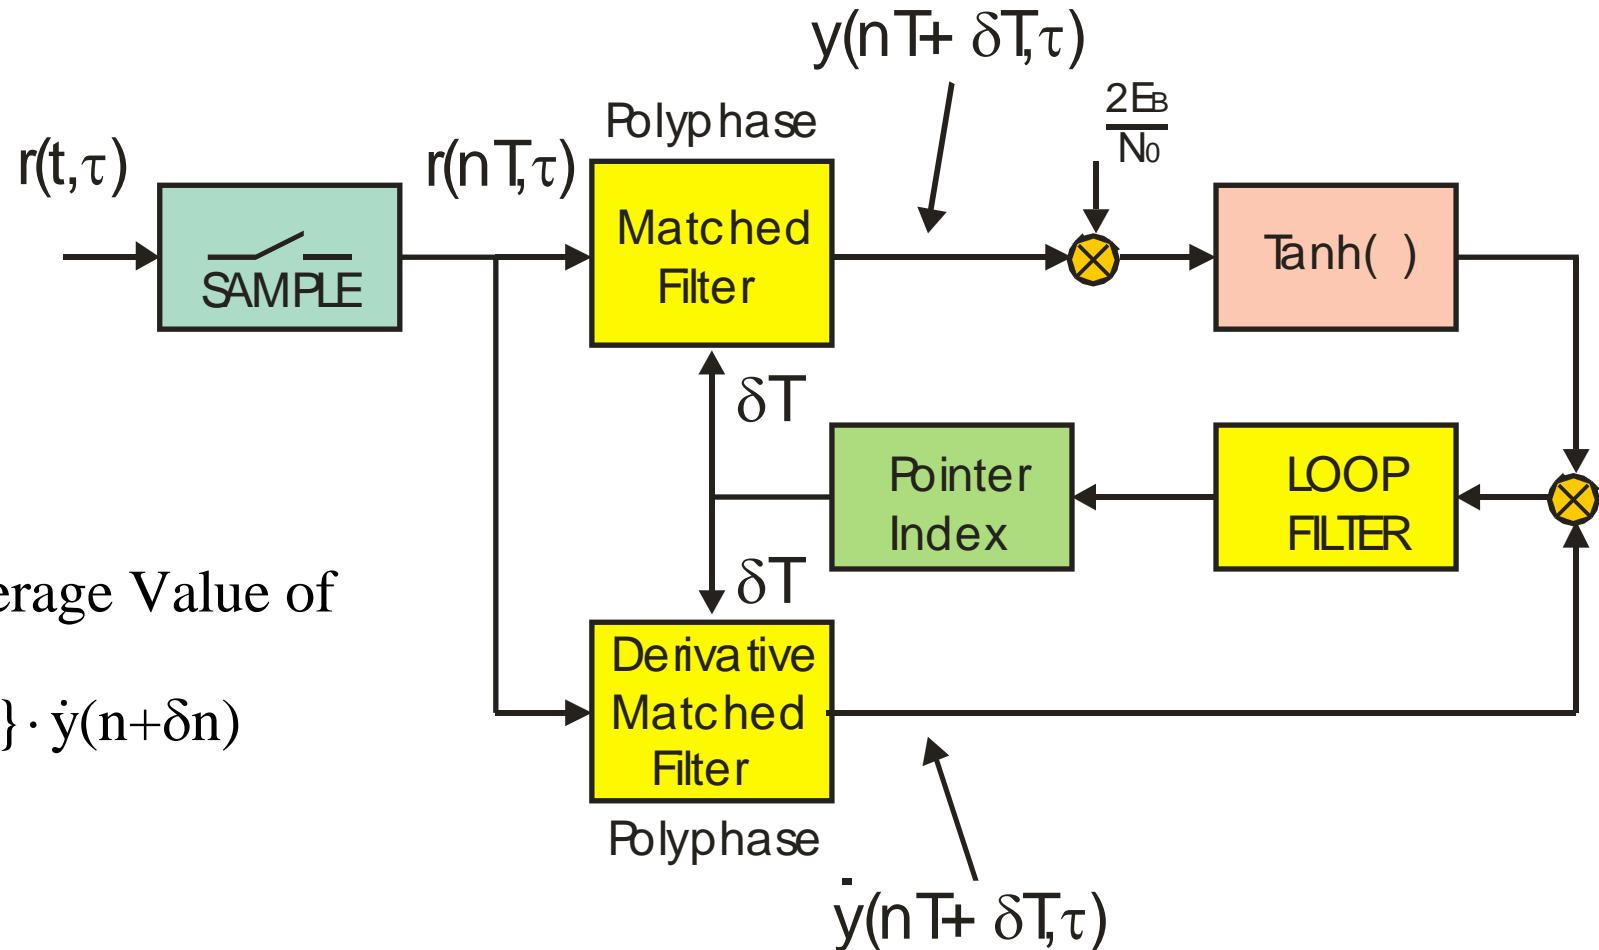 y(nT+ δT,τ)
2EB
N0
Polyphase
r(t,τ)
r(nT,τ)
Matched
Filter
Tanh( )
SAMPLE
δT
Pointer
Index
LOOP
FILTER
δT
erage Value of
} · ẏ(n+δn)
Derivative
Matched
Filter
Polyphase
ẏ(nT+ δT,τ)